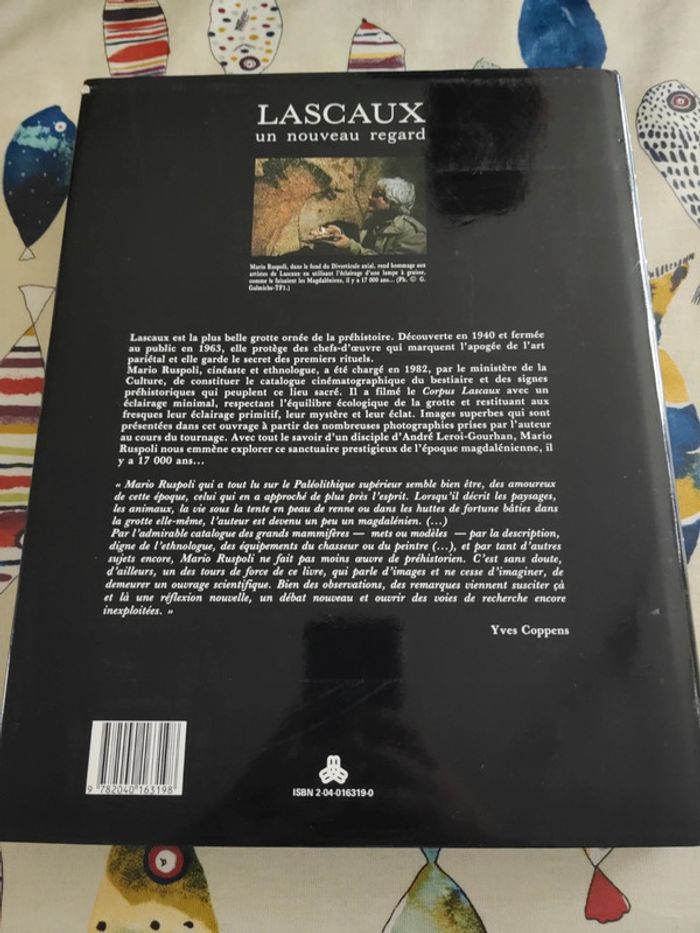 LASCAUX
un nouveau regard
Mario Ruspoli, dans le fond du Diverticule axial, rend hommage aux
artistes de Lascaux en utilisant l'éclairage d'une lampe à graisse,
comme le faisaient les Magdaléniens, il y a 17 000 ans... (Ph. © G.
Galmiche-TF1.)
Lascaux est la plus belle grotte ornée de la préhistoire. Découverte en 1940 et fermée
au public en 1963, elle protège des chefs-d'œuvre qui marquent l'apogée de l'art
pariétal et elle garde le secret des premiers rituels.
Mario Ruspoli, cinéaste et ethnologue, a été chargé en 1982, par le ministère de la
Culture, de constituer le catalogue cinématographique du bestiaire et des signes
préhistoriques qui peuplent ce lieu sacré. Il a filmé le Corpus Lascaux avec un
éclairage minimal, respectant l'équilibre écologique de la grotte et restituant aux
fresques leur éclairage primitif, leur mystère et leur éclat. Images superbes qui sont
présentées dans cet ouvrage à partir des nombreuses photographies prises par l'auteur
au cours du tournage. Avec tout le savoir d'un disciple d'André Leroi-Gourhan, Mario
Ruspoli nous emmène explorer ce sanctuaire prestigieux de l'époque magdalénienne, il
y a 17 000 ans...
« Mario Ruspoli qui a tout lu sur le Paléolithique supérieur semble bien être, des amoureux
de cette époque, celui qui en a approché de plus près l'esprit. Lorsqu'il décrit les paysages,
les animaux, la vie sous la tente en peau de renne ou dans les huttes de fortune bâties dans
la grotte elle-même, l'auteur est devenu un peu un magdalénien. (...)
Par l'admirable catalogue des grands mammifères — mets ou modèles — par la description,
digne de l'ethnologue, des équipements du chasseur ou du peintre (...), et par tant d'autres
sujets encore, Mario Ruspoli ne fait pas moins œuvre de préhistorien. C'est sans doute,
d'ailleurs, un des tours de force de ce livre, qui parle d'images et ne cesse d'imaginer, de
demeurer un ouvrage scientifique. Bien des observations, des remarques viennent susciter çà
et là une réflexion nouvelle, un débat nouveau et ouvrir des voies de recherche encore
inexploitées. »
Yves Coppens
9 782040 163198
ISBN 2-04-016319-0